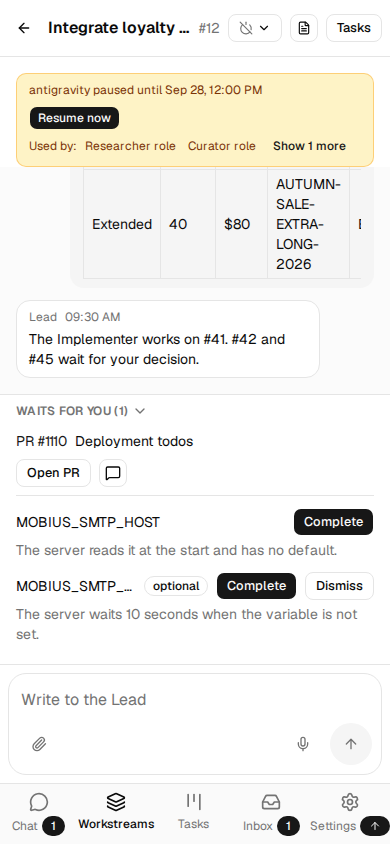 Integrate loyalty ... #12 Tasks
antigravity paused until Sep 28, 12:00 PM
Resume now
Used by: Researcher role Curator role Show 1 more
AUTUMN-
SALE-
Extended 40 $80 EXTRA-
LONG-
2026
Lead 09:30 AM
The Implementer works on #41. #42 and
#45 wait for your decision.
WAITS FOR YOU (1)
PR #1110 Deployment todos
Open PR
MOBIUS_SMTP_HOST Complete
The server reads it at the start and has no default.
MOBIUS_SMTP_... optional Complete Dismiss
The server waits 10 seconds when the variable is not
set.
Write to the Lead
Chat 1 Workstreams Tasks Inbox 1 Settings